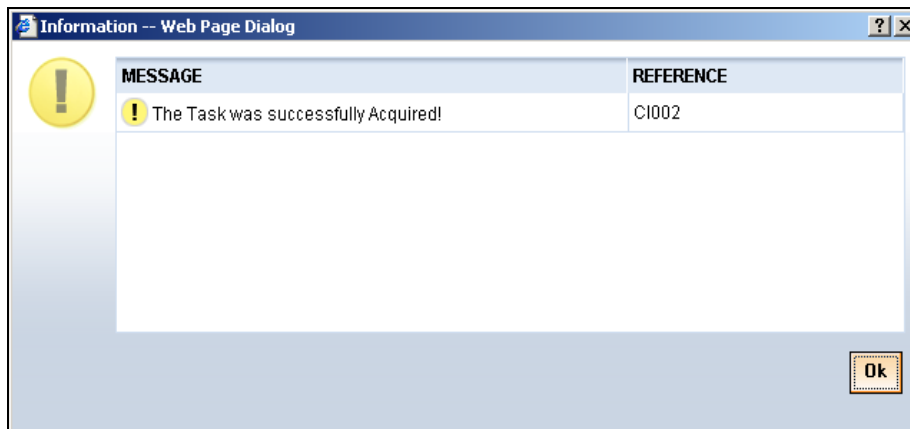 Information -- Web Page Dialog
MESSAGE REFERENCE
The Task was successfully Acquired! CI002
Ok